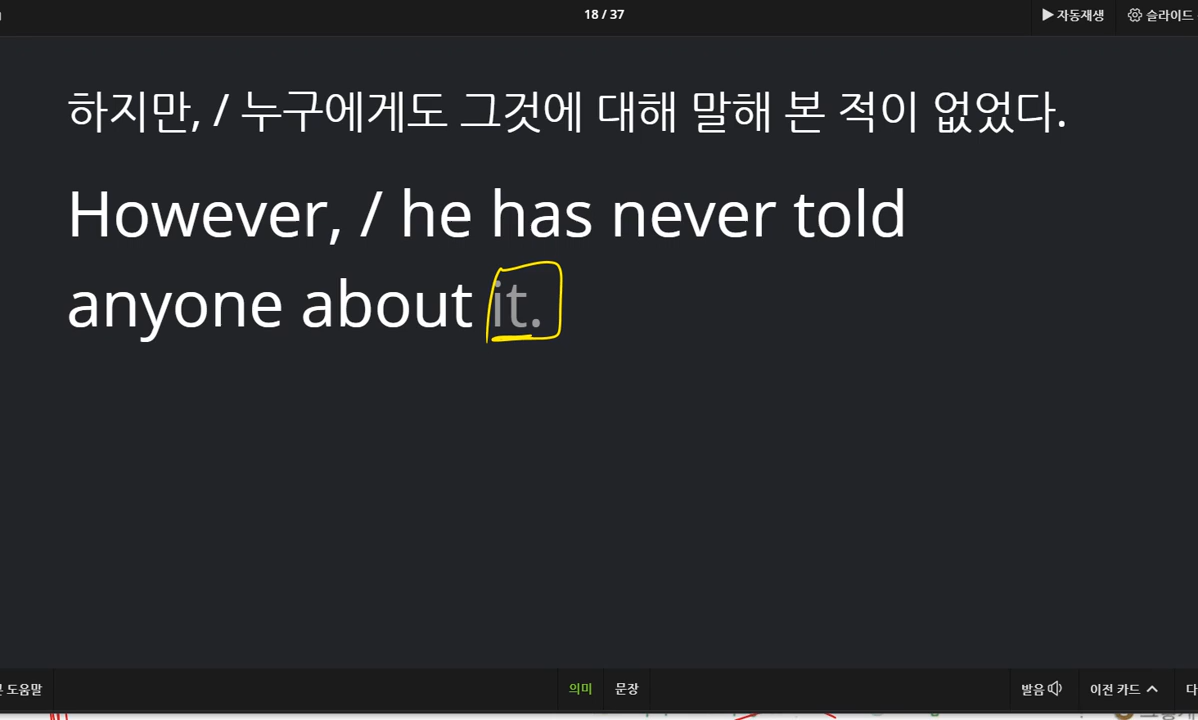 18 / 37
▶ 자동재생
슬라이드
하지만, / 누구에게도 그것에 대해 말해 본 적이 없었다.
However, / he has never told
anyone about it.
도움말
의미
문장
발음
이전 카드
다